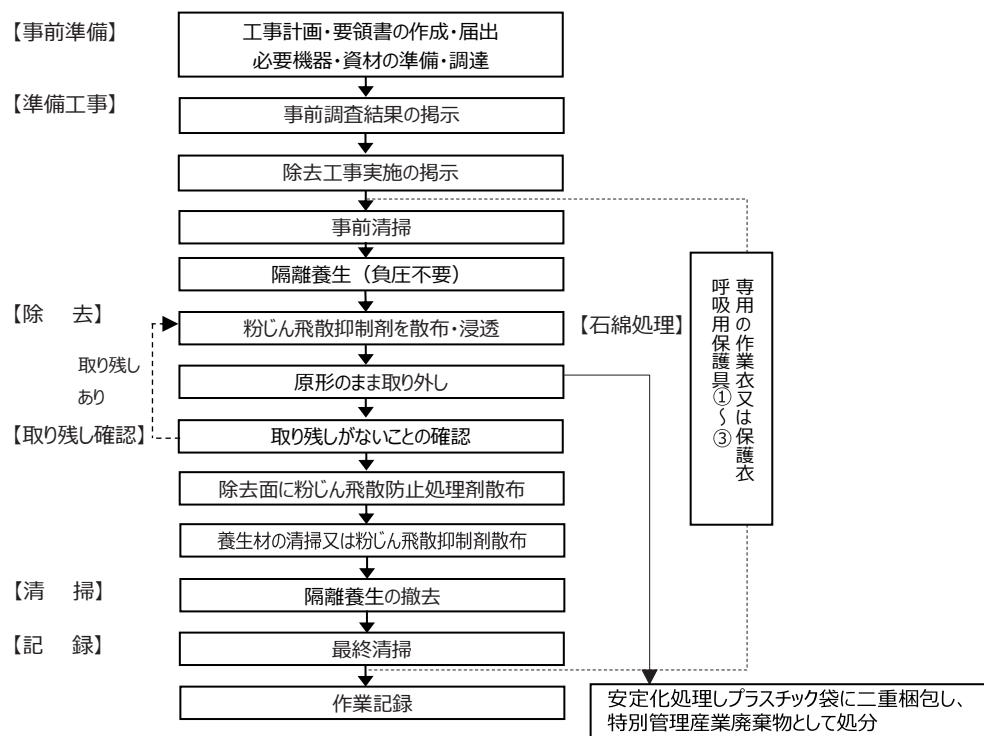 【事前準備】
工事計画・要領書の作成・届出
必要機器・資材の準備・調達
【準備工事】
事前調査結果の掲示
除去工事実施の掲示
事前清掃
隔離養生（負圧不要）
【除　去】
粉じん飛散抑制剤を散布・浸透
【石綿処理】
専用の作業衣又は保護衣
呼吸用保護具①～③
取り残し
あり
原形のまま取り外し
【取り残し確認】
取り残しがないことの確認
除去面に粉じん飛散防止処理剤散布
養生材の清掃又は粉じん飛散抑制剤散布
【清　掃】
隔離養生の撤去
【記　録】
最終清掃
作業記録
安定化処理しプラスチック袋に二重梱包し、
特別管理産業廃棄物として処分